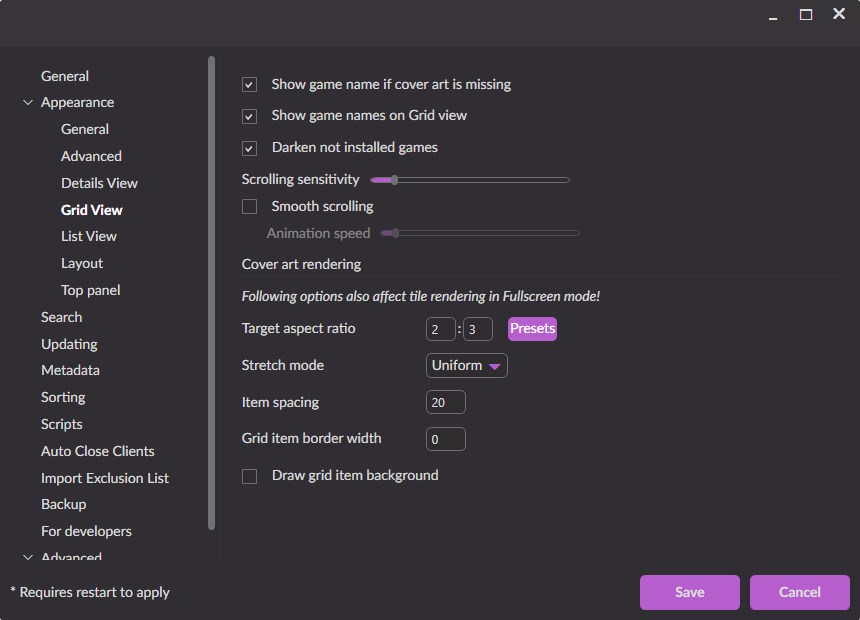 General
Appearance
General
Advanced
Details View
Grid View
List View
Layout
Top panel
Search
Updating
Metadata
Sorting
Scripts
Auto Close Clients
Import Exclusion List
Backup
For developers
Advanced
Show game name if cover art is missing
Show game names on Grid view
Darken not installed games
Scrolling sensitivity
Smooth scrolling
Animation speed
Cover art rendering
Following options also affect tile rendering in Fullscreen mode!
Target aspect ratio 2 : 3 Presets
Stretch mode Uniform
Item spacing 20
Grid item border width 0
Draw grid item background
* Requires restart to apply
Save Cancel